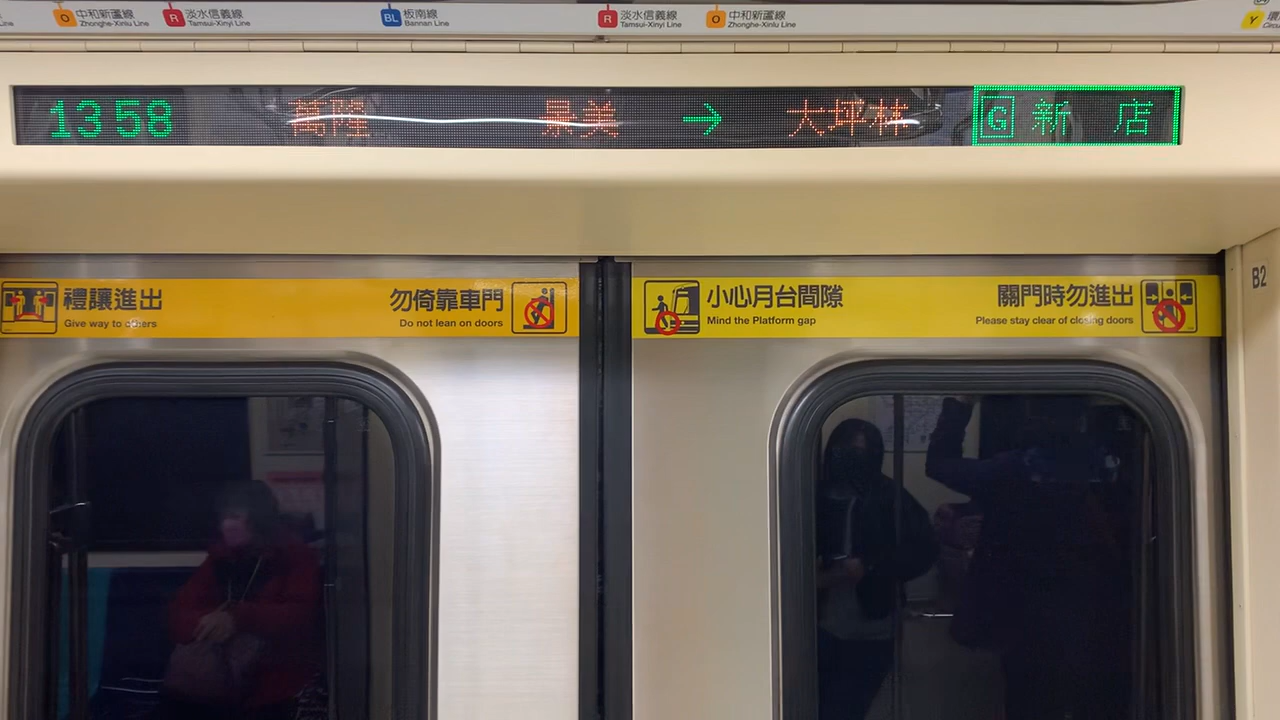 O 中和新蘆線
Zhonghe-Xinlu Line
R 淡水信義線
Tamsui-Xinyi Line
BL 板南線
Bannan Line
R 淡水信義線
Tamsui-Xinyi Line
O 中和新蘆線
Zhonghe-Xinlu Line
Y
13 58 萬隆 景美 → 大坪林 G 新 店
禮讓進出
Give way to others
勿倚靠車門
Do not lean on doors
小心月台間隙
Mind the Platform gap
關門時勿進出
Please stay clear of closing doors
B2